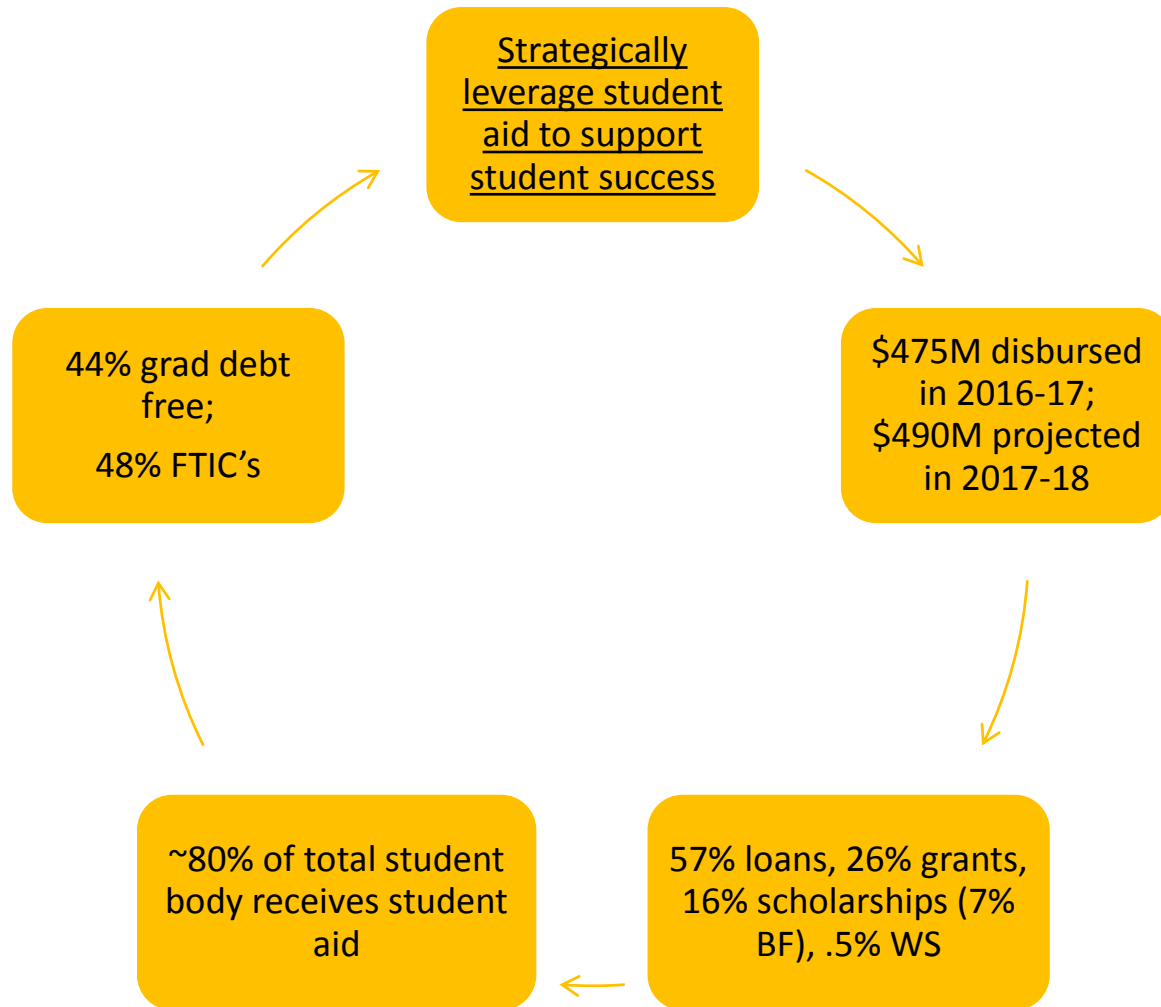 Strategically
leverage student
aid to support
student success
$475M disbursed
in 2016-17;
$490M projected
in 2017-18
57% loans, 26% grants,
16% scholarships (7%
BF), .5% WS
~80% of total student
body receives student
aid
44% grad debt
free;
48% FTIC’s